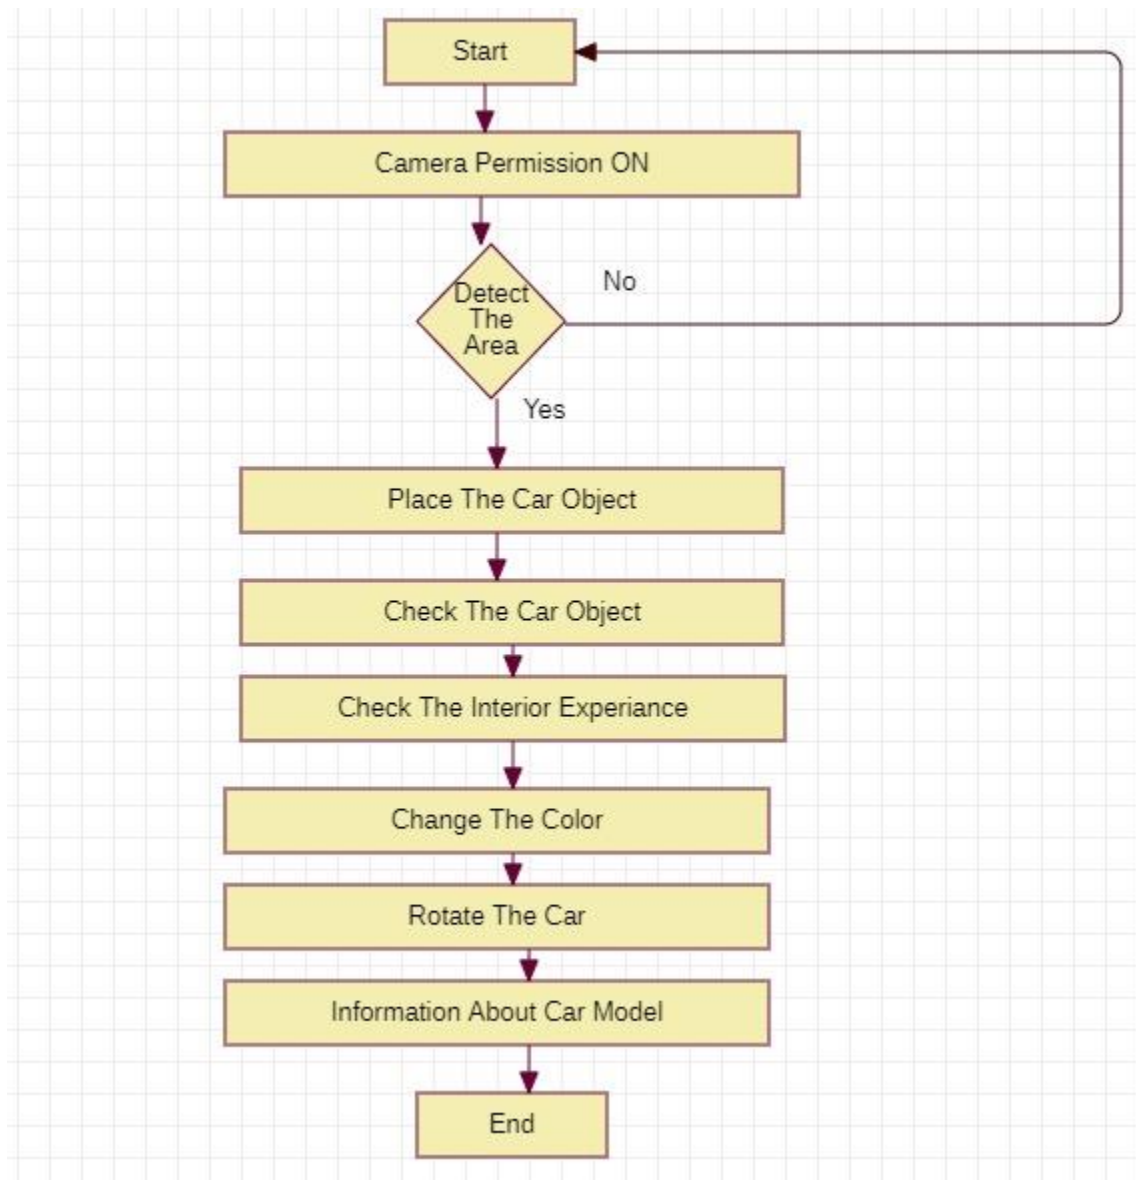 Start
Camera Permission ON
Detect
The
Area
No
Yes
Place The Car Object
Check The Car Object
Check The Interior Experiance
Change The Color
Rotate The Car
Information About Car Model
End